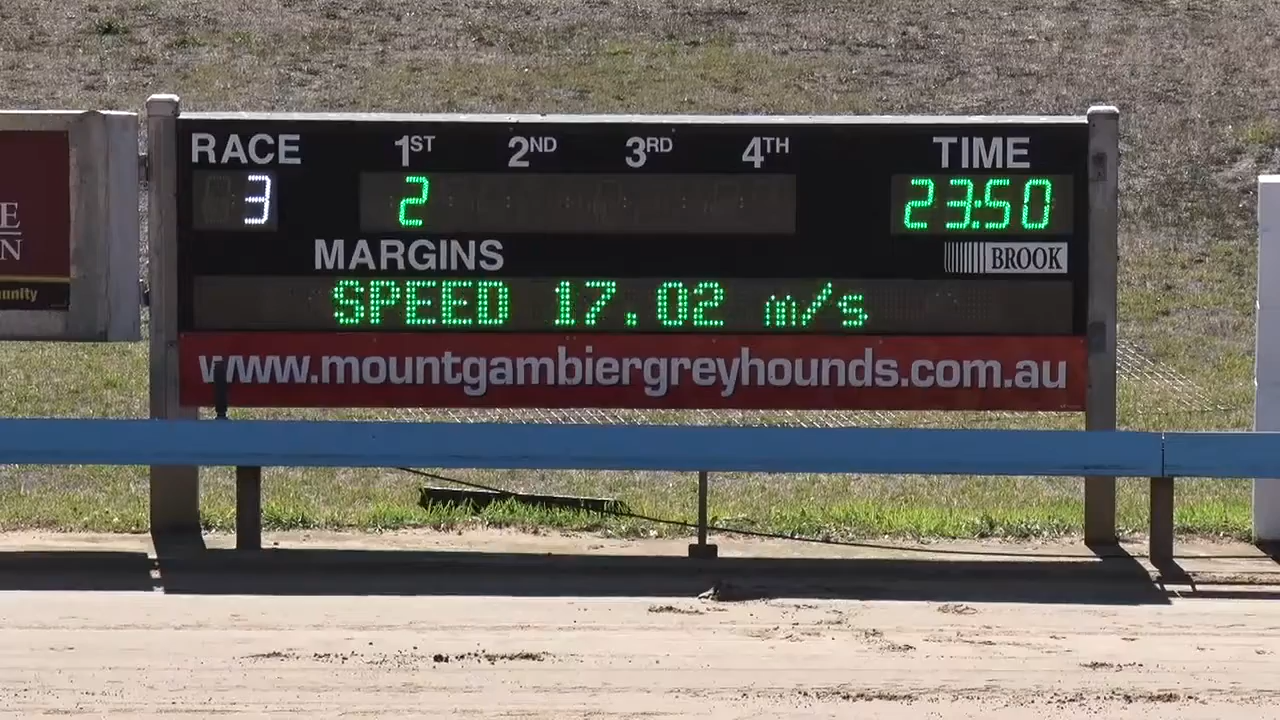 RACE 1ST 2ND 3RD 4TH TIME
3 2 23:50
MARGINS BROOK
SPEED 17.02 m/s
www.mountgambiergreyhounds.com.au